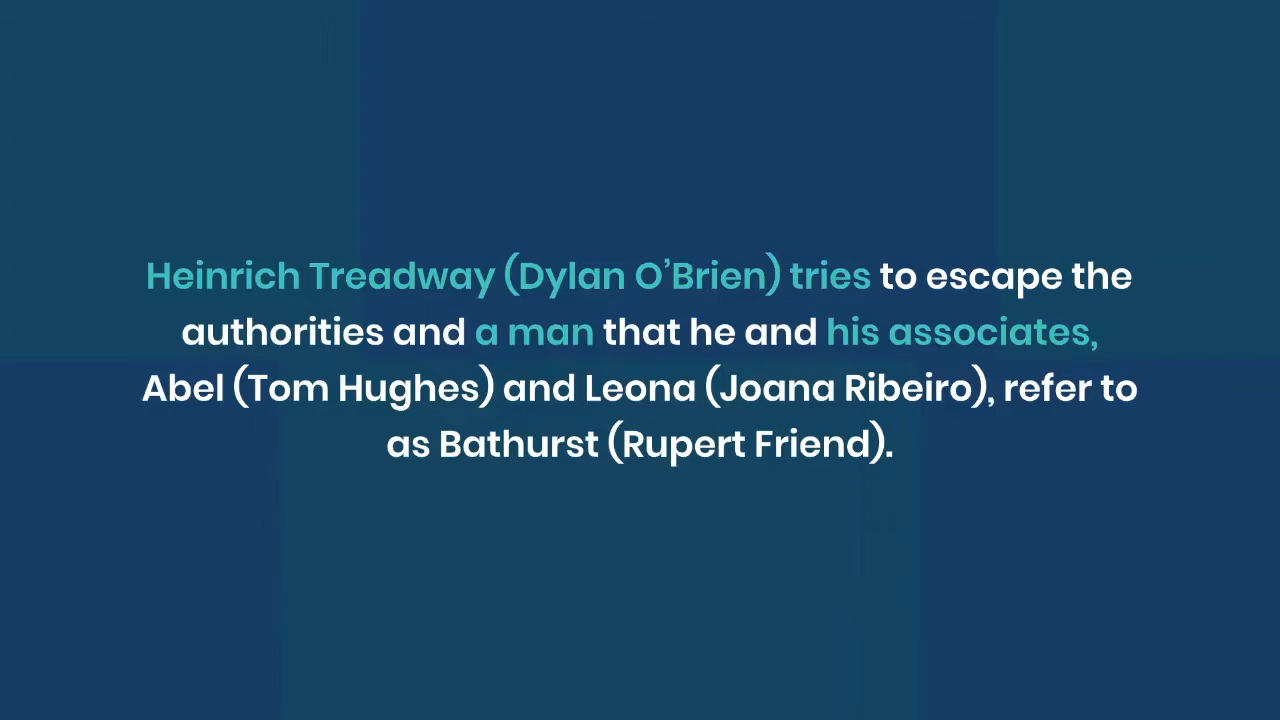 Heinrich Treadway (Dylan O’Brien) tries to escape the
authorities and a man that he and his associates,
Abel (Tom Hughes) and Leona (Joana Ribeiro), refer to
as Bathurst (Rupert Friend).